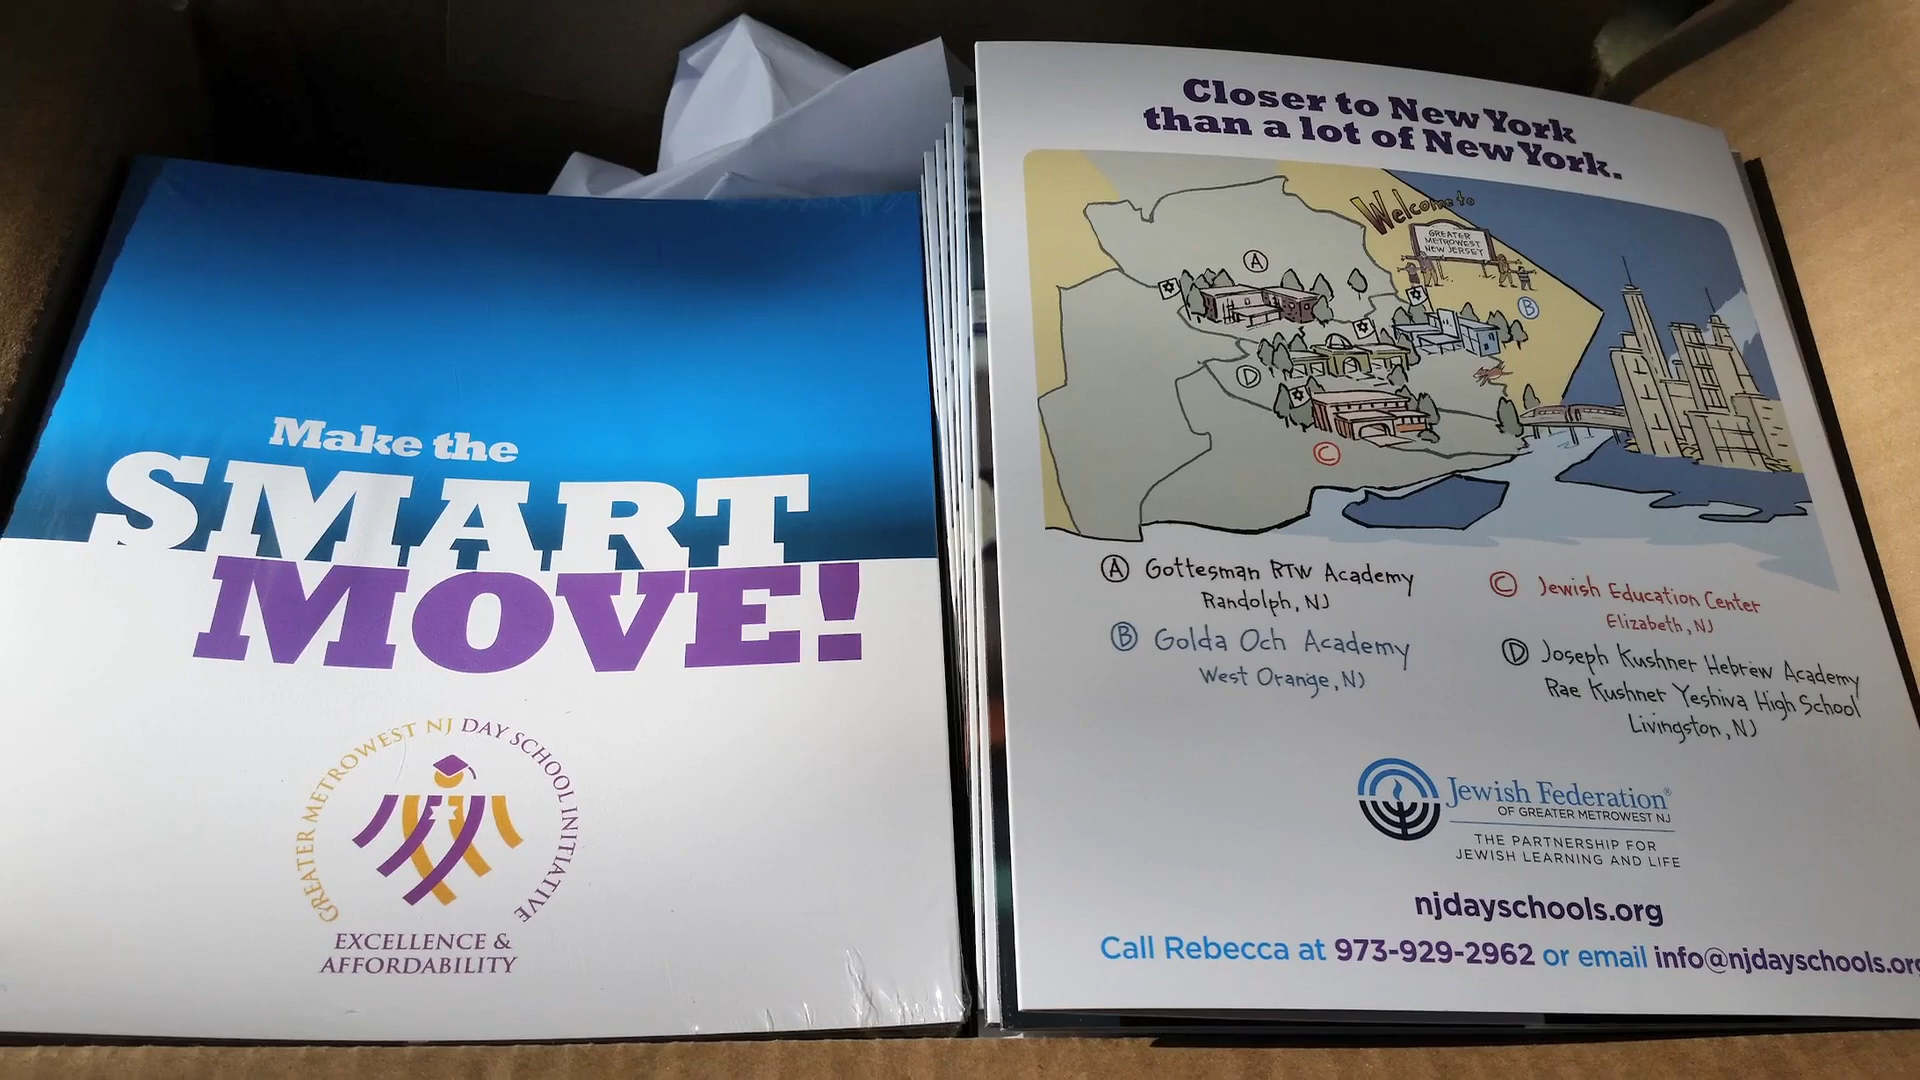 Make the
SMART
MOVE!
GREATER METROWEST NJ DAY SCHOOL INITIATIVE
EXCELLENCE &
AFFORDABILITY
Closer to New York
than a lot of New York.
Welcome to
GREATER
METROWEST
NEW JERSEY
A
B
D
C
A Gottesman RTW Academy
Randolph, NJ
B Golda Och Academy
West Orange, NJ
C Jewish Education Center
Elizabeth, NJ
D Joseph Kushner Hebrew Academy
Rae Kushner Yeshiva High School
Livingston, NJ
Jewish Federation®
OF GREATER METROWEST NJ
THE PARTNERSHIP FOR
JEWISH LEARNING AND LIFE
njdayschools.org
Call Rebecca at 973-929-2962 or email info@njdayschools.org